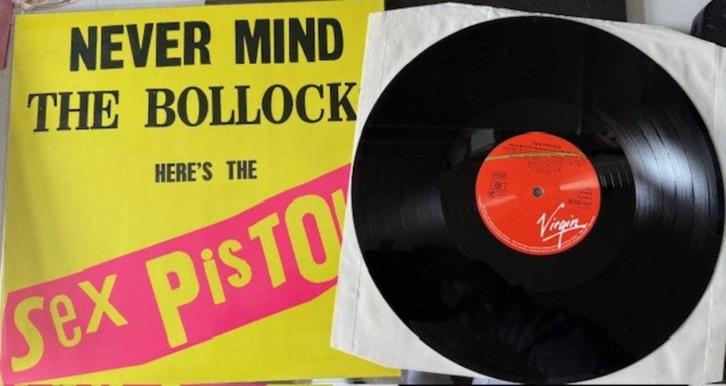 NEVER MIND
THE BOLLOCK
HERE'S THE
Sex PisTOL
Virgin